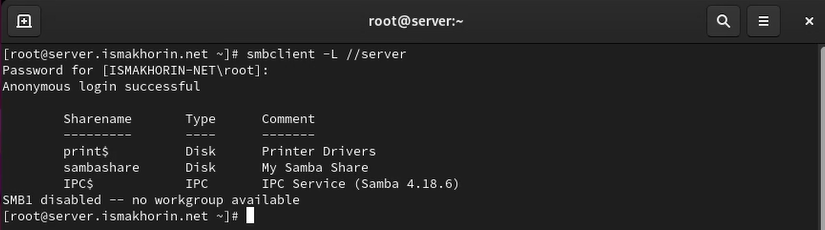 root@server:~
[root@server.ismakhorin.net ~]# smbclient -L //server
Password for [ISMAKHORIN-NET\root]:
Anonymous login successful
Sharename Type Comment
--------- ---- -------
print$ Disk Printer Drivers
sambashare Disk My Samba Share
IPC$ IPC IPC Service (Samba 4.18.6)
SMB1 disabled -- no workgroup available
[root@server.ismakhorin.net ~]#